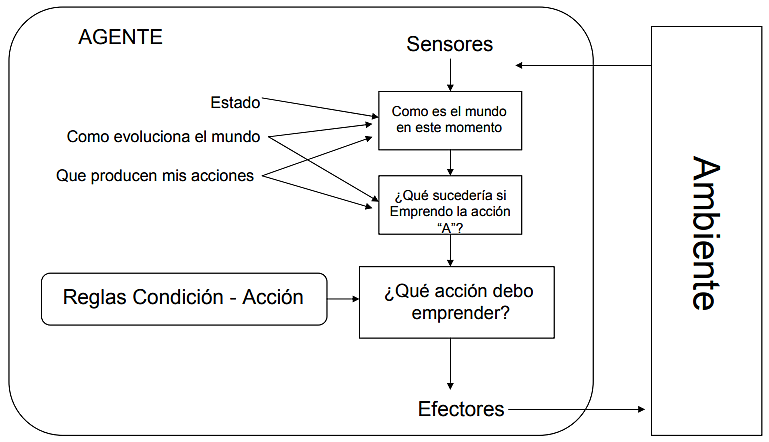 AGENTE
Sensores
Estado
Como es el mundo
en este momento
Como evoluciona el mundo
Que producen mis acciones
¿Qué sucedería si
Emprendo la acción
“A”?
Reglas Condición - Acción
¿Qué acción debo
emprender?
Efectores
Ambiente